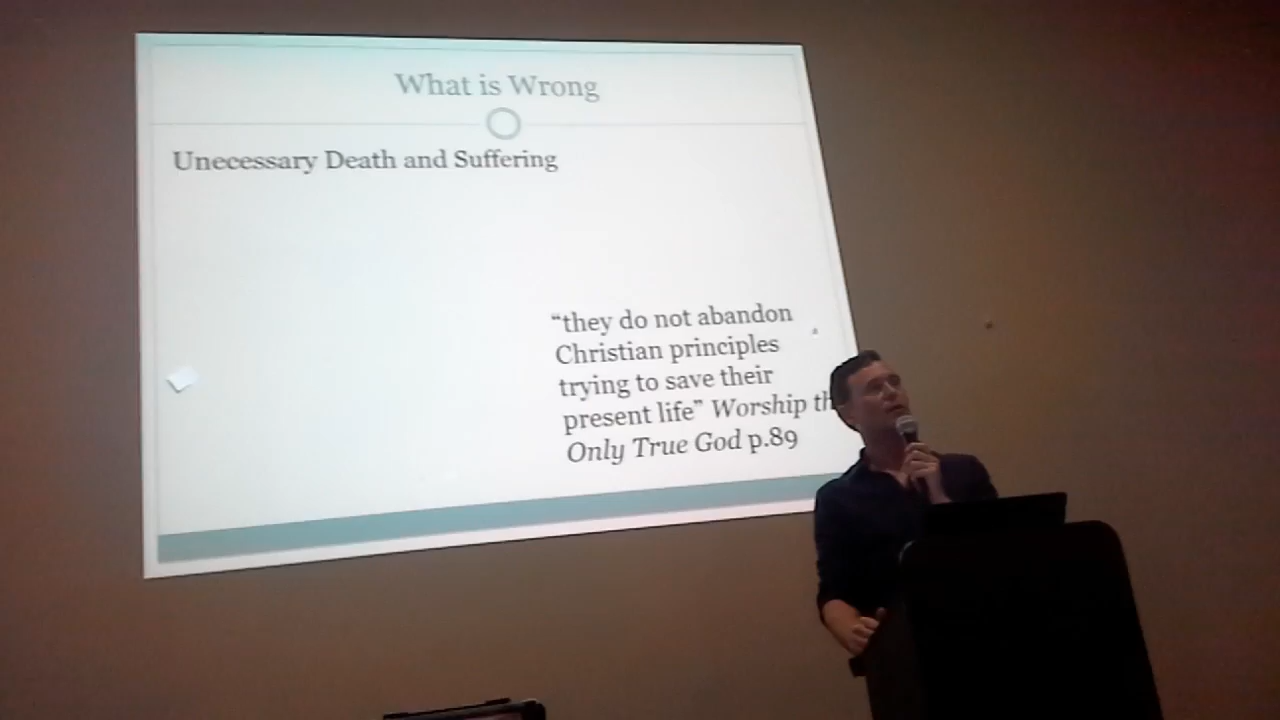 What is Wrong
Unecessary Death and Suffering
“they do not abandon
Christian principles
trying to save their
present life” Worship th
Only True God p.89